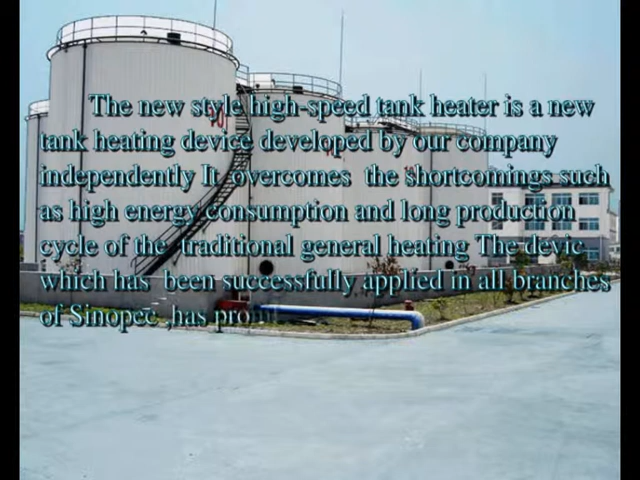 The new style high-speed tank heater is a new
tank heating device developed by our company
independently It overcomes the shortcomings such
as high energy consumption and long production
cycle of the traditional general heating The devic
which has been successfully applied in all branches
of Sinopec ,has